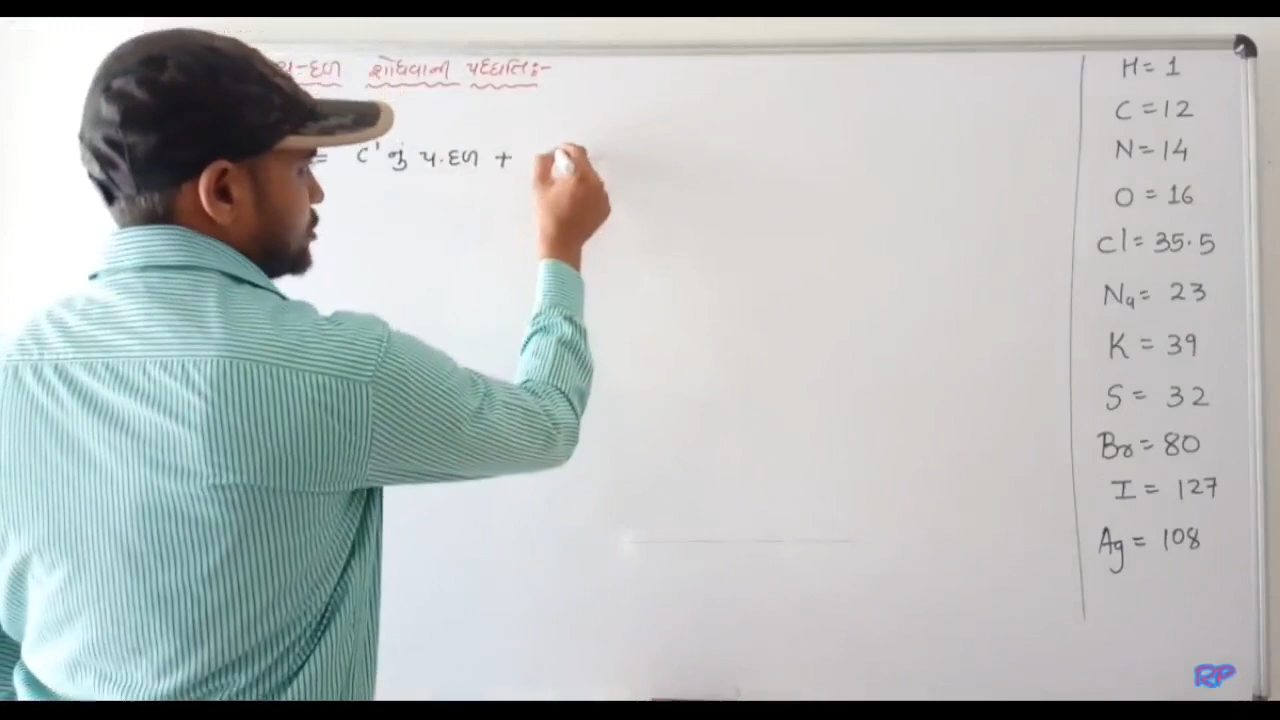 -દળ શોધવાની પદ્ધતિ:-
= C' નું પ.દળ +
H = 1
C = 12
N = 14
O = 16
Cl = 35.5
Na = 23
K = 39
S = 32
Br = 80
I = 127
Ag = 108
RP